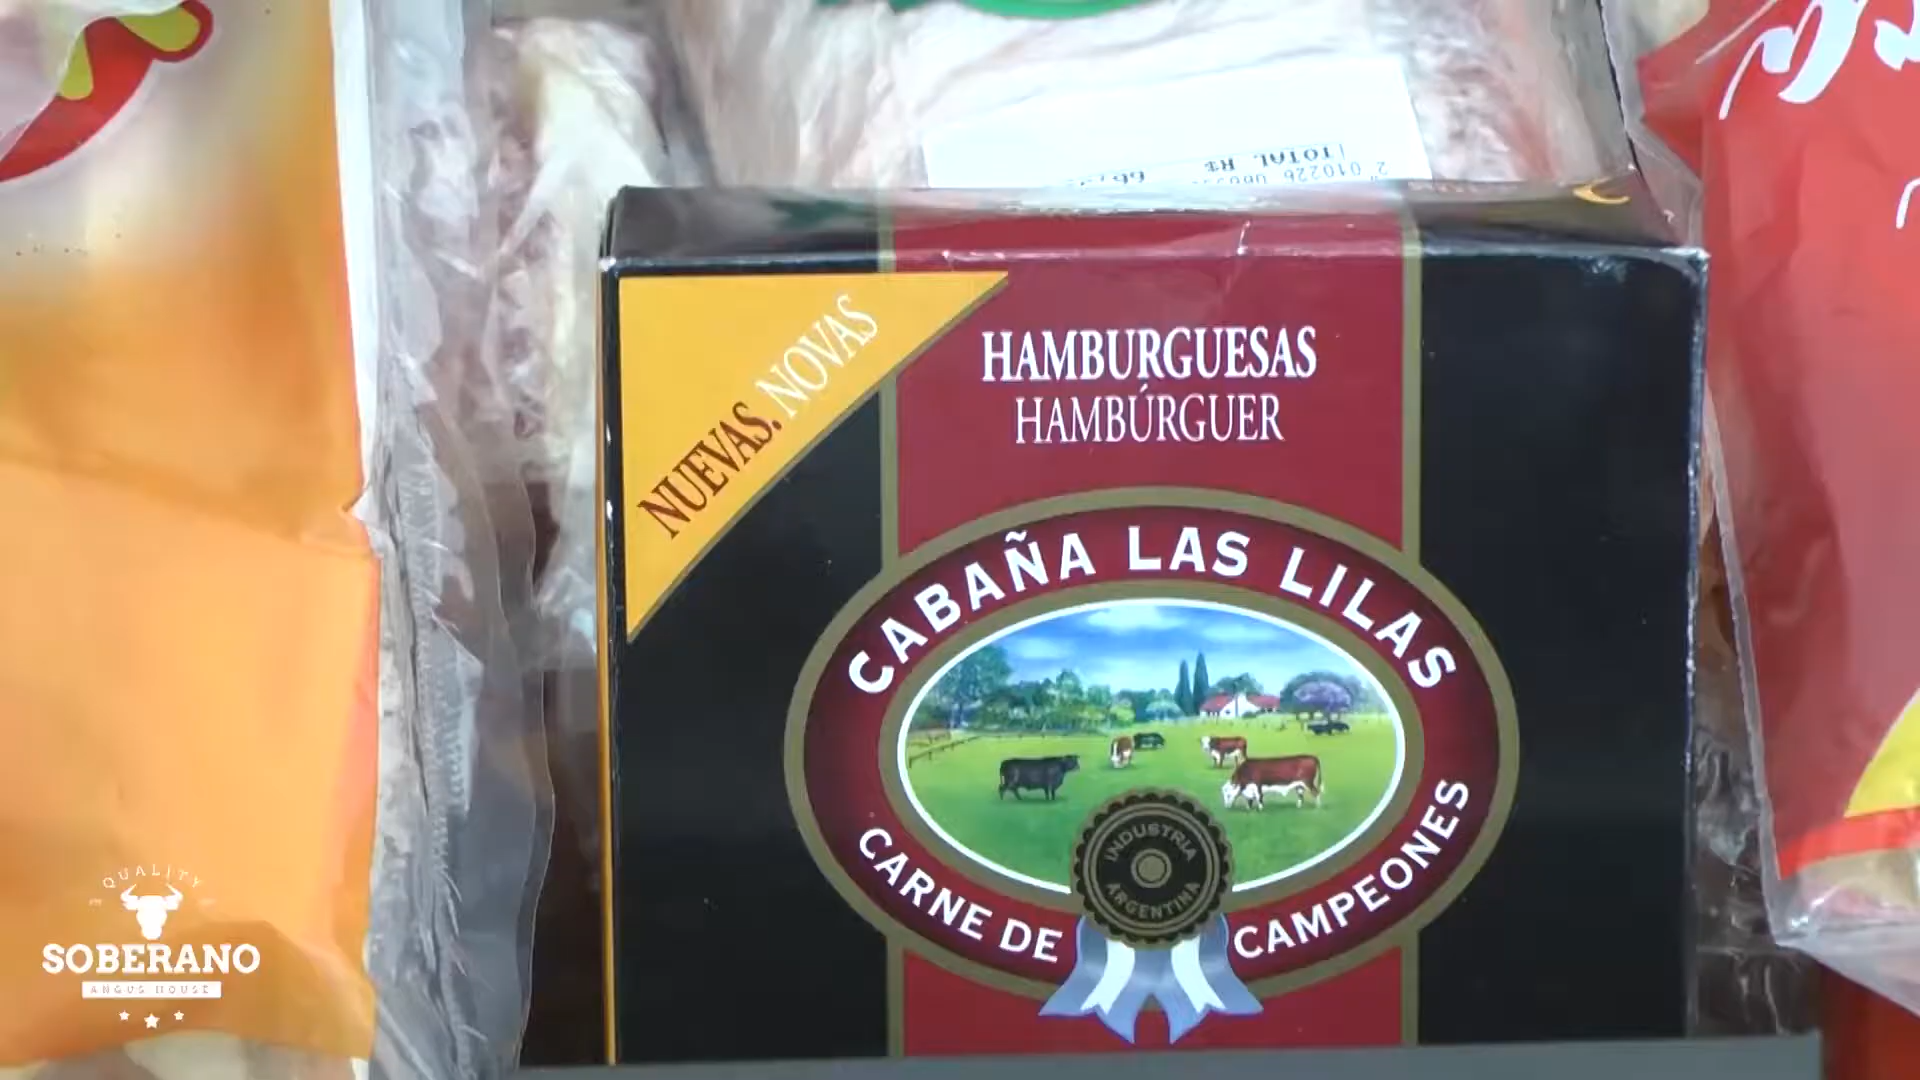 TOTAL R$
NUEVAS. NOVAS
HAMBURGUESAS
HAMBÚRGUER
CABAÑA LAS LILAS
INDUSTRIA
ARGENTINA
CARNE DE CAMPEONES
QUALITY
SOBERANO
ANGUS HOUSE